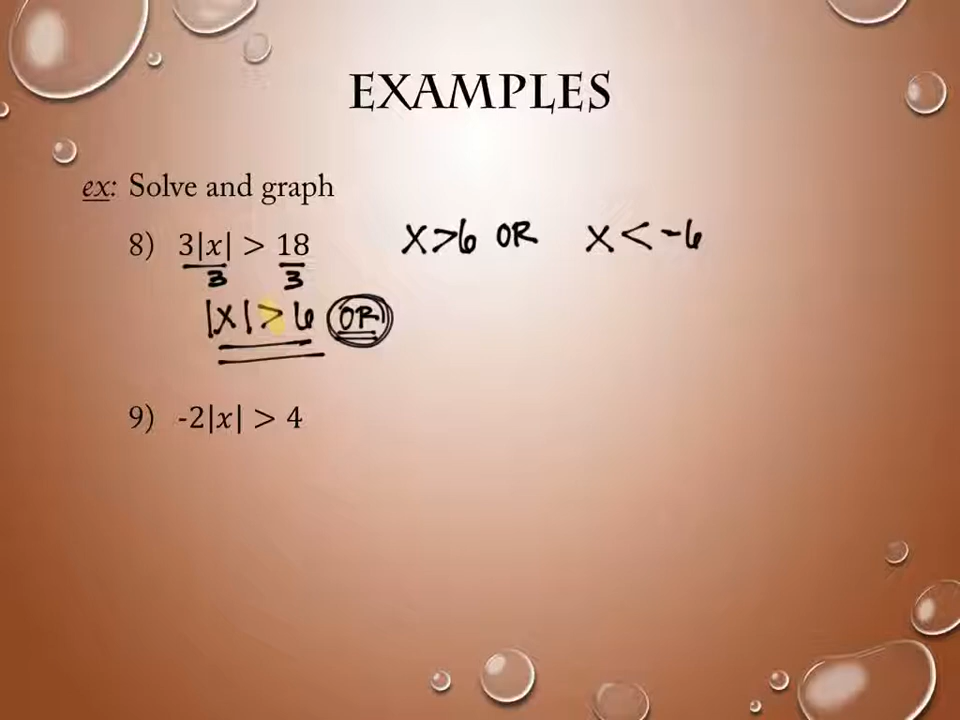 EXAMPLES
ex: Solve and graph
8) 3|x| > 18 X>6 OR X<-6
3 3
|X|>6 OR
9) -2|x| > 4